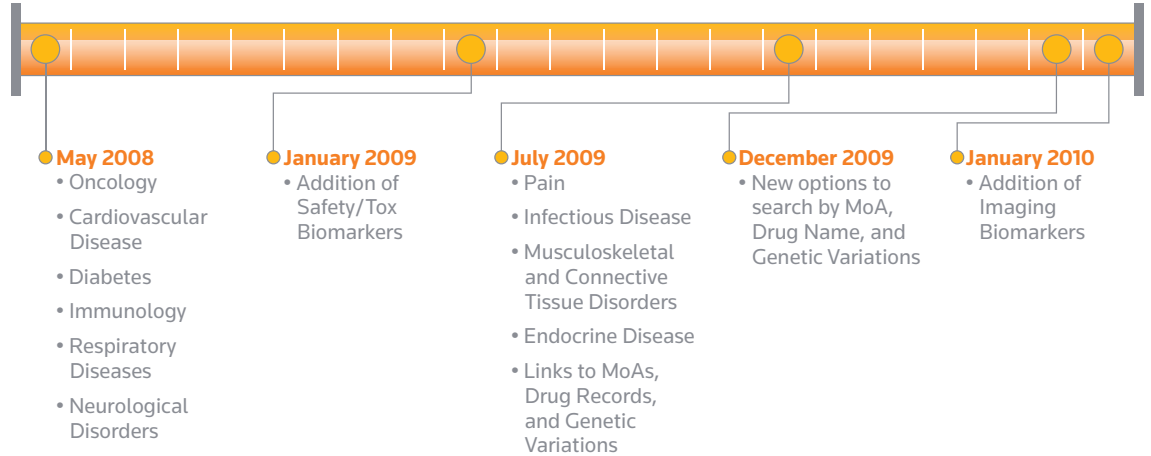 May 2008
• Oncology
• Cardiovascular
Disease
• Diabetes
• Immunology
• Respiratory
Diseases
• Neurological
Disorders
January 2009
• Addition of
Safety/Tox
Biomarkers
July 2009
• Pain
• Infectious Disease
• Musculoskeletal
and Connective
Tissue Disorders
• Endocrine Disease
• Links to MoAs,
Drug Records,
and Genetic
Variations
December 2009
• New options to
search by MoA,
Drug Name, and
Genetic Variations
January 2010
• Addition of
Imaging
Biomarkers